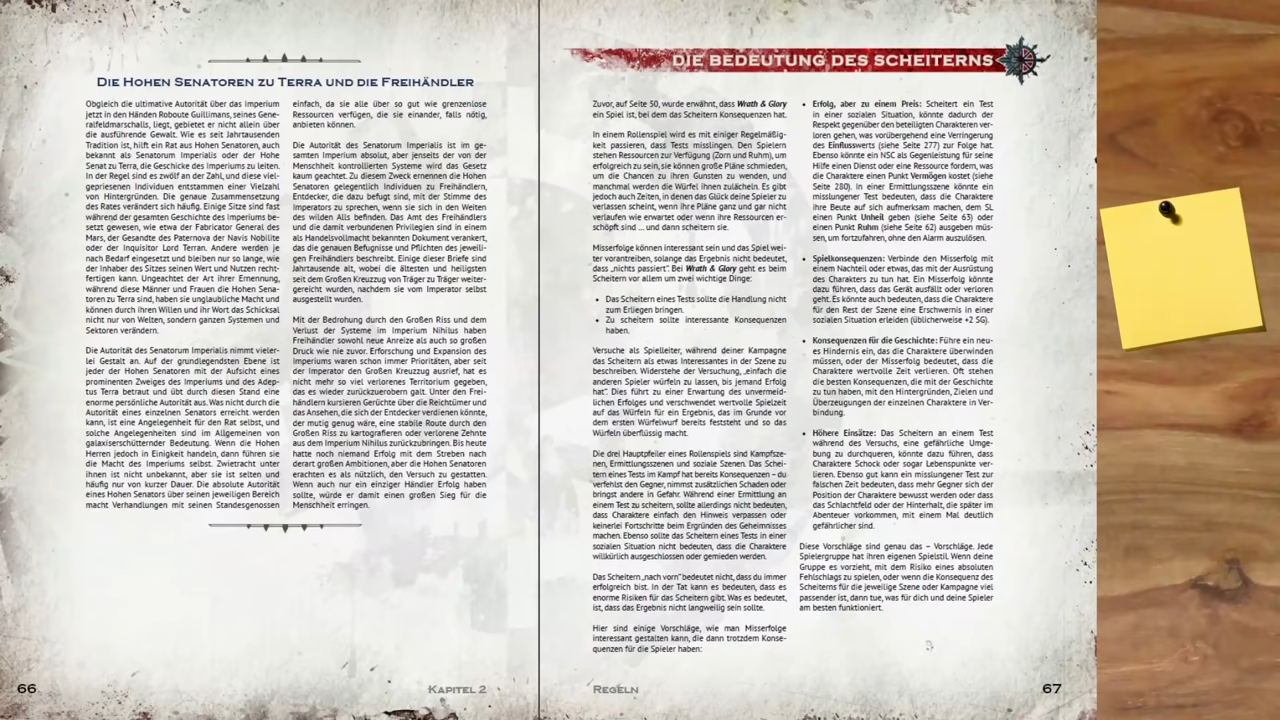 Die Hohen Senatoren zu Terra und die Freihändler
Obgleich die ultimative Autorität über das Imperium
jetzt in den Händen Roboute Guillimans, seines Gene-
ralfeldmarschalls, liegt, gebietet er nicht allein über
die ausführende Gewalt. Wie es seit Jahrtausenden
Tradition ist, hilft ein Rat aus Hohen Senatoren, auch
bekannt als Senatorum Imperialis oder der Hohe
Senat zu Terra, die Geschicke des Imperiums zu leiten.
In der Regel sind es zwölf an der Zahl, und diese viel-
gepriesenen Individuen entstammen einer Vielzahl
von Hintergründen. Die genaue Zusammensetzung
des Rates verändert sich häufig. Einige Sitze sind fast
während der gesamten Geschichte des Imperiums be-
setzt gewesen, wie etwa der Fabricator General des
Mars, der Gesandte des Paternova der Navis Nobilite
oder der Inquisitor Lord Terran. Andere werden je
nach Bedarf eingesetzt und bleiben nur so lange, wie
der Inhaber des Sitzes seinen Wert und Nutzen recht-
fertigen kann. Ungeachtet der Art ihrer Ernennung,
während diese Männer und Frauen die Hohen Sena-
toren zu Terra sind, haben sie unglaubliche Macht und
können durch ihren Willen und ihr Wort das Schicksal
nicht nur von Welten, sondern ganzen Systemen und
Sektoren verändern.
Die Autorität des Senatorum Imperialis nimmt vieler-
lei Gestalt an. Auf der grundlegendsten Ebene ist
jeder der Hohen Senatoren mit der Aufsicht eines
prominenten Zweiges des Imperiums und des Adep-
tus Terra betraut und übt durch diesen Stand eine
enorme persönliche Autorität aus. Was nicht durch die
Autorität eines einzelnen Senators erreicht werden
kann, ist eine Angelegenheit für den Rat selbst, und
solche Angelegenheiten sind im Allgemeinen von
galaxiserschütternder Bedeutung. Wenn die Hohen
Herren jedoch in Einigkeit handeln, dann führen sie
die Macht des Imperiums selbst. Zwietracht unter
ihnen ist nicht unbekannt, aber sie ist selten und
häufig nur von kurzer Dauer. Die absolute Autorität
eines Hohen Senators über seinen jeweiligen Bereich
macht Verhandlungen mit seinen Standesgenossen
einfach, da sie alle über so gut wie grenzenlose
Ressourcen verfügen, die sie einander, falls nötig,
anbieten können.
Die Autorität des Senatorum Imperialis ist im ge-
samten Imperium absolut, aber jenseits der von der
Menschheit kontrollierten Systeme wird das Gesetz
kaum geachtet. Zu diesem Zweck ernennen die Hohen
Senatoren gelegentlich Individuen zu Freihändlern,
Entdecker, die dazu befugt sind, mit der Stimme des
Imperators zu sprechen, wenn sie sich in den Welten
des wilden Alls befinden. Das Amt des Freihändlers
und die damit verbundenen Privilegien sind in einem
als Handelsvollmacht bekannten Dokument verankert,
das die genauen Befugnisse und Pflichten des jeweili-
gen Freihändlers beschreibt. Einige dieser Briefe sind
Jahrtausende alt, wobei die ältesten und heiligsten
seit dem Großen Kreuzzug von Träger zu Träger weiter-
gereicht wurden, nachdem sie vom Imperator selbst
ausgestellt wurden.
Mit der Bedrohung durch den Großen Riss und dem
Verlust der Systeme im Imperium Nihilus haben
Freihändler sowohl neue Anreize als auch so großen
Druck wie nie zuvor. Erforschung und Expansion des
Imperiums waren schon immer Prioritäten, aber seit
der Imperator den Großen Kreuzzug ausrief, hat es
nicht mehr so viel verlorenes Territorium gegeben,
das es wieder zurückzuerobern galt. Unter den Frei-
händlern kursieren Gerüchte über die Reichtümer und
das Ansehen, die sich der Entdecker verdienen könnte,
der mutig genug wäre, eine stabile Route durch den
Großen Riss zu kartografieren oder verlorene Zehnte
aus dem Imperium Nihilus zurückzubringen. Bis heute
hatte noch niemand Erfolg mit dem Streben nach
derart großen Ambitionen, aber die Hohen Senatoren
erachten es als nützlich, den Versuch zu gestatten.
Wenn auch nur ein einziger Händler Erfolg haben
sollte, würde er damit einen großen Sieg für die
Menschheit erringen.
66
Kapitel 2
Die Bedeutung des Scheiterns
Zuvor, auf Seite 50, wurde erwähnt, dass Wrath & Glory
ein Spiel ist, bei dem das Scheitern Konsequenzen hat.
In einem Rollenspiel wird es mit einiger Regelmäßig-
keit passieren, dass Tests misslingen. Den Spielern
stehen Ressourcen zur Verfügung (Zorn und Ruhm), um
erfolgreich zu sein, sie können große Pläne schmieden,
um die Chancen zu ihren Gunsten zu wenden, und
manchmal werden die Würfel ihnen zulächeln. Es gibt
jedoch auch Zeiten, in denen das Glück deine Spieler zu
verlassen scheint, wenn ihre Pläne ganz und gar nicht
verlaufen wie erwartet oder wenn ihre Ressourcen er-
schöpft sind ... und dann scheitern sie.
Misserfolge können interessant sein und das Spiel wei-
ter vorantreiben, solange das Ergebnis nicht bedeutet,
dass „nichts passiert“. Bei Wrath & Glory geht es beim
Scheitern vor allem um zwei wichtige Dinge:
• Das Scheitern eines Tests sollte die Handlung nicht
zum Erliegen bringen.
• Zu scheitern sollte interessante Konsequenzen
haben.
Versuche als Spielleiter, während deiner Kampagne
das Scheitern als etwas Interessantes in der Szene zu
beschreiben. Widerstehe der Versuchung, „einfach die
anderen Spieler würfeln zu lassen, bis jemand Erfolg
hat“. Dies führt zu einer Erwartung des unvermeid-
lichen Erfolges und verschwendet wertvolle Spielzeit
auf das Würfeln für ein Ergebnis, das im Grunde vor
dem ersten Würfelwurf bereits feststeht und so das
Würfeln überflüssig macht.
Die drei Hauptpfeiler eines Rollenspiels sind Kampfsze-
nen, Ermittlungsszenen und soziale Szenen. Das Schei-
tern eines Tests im Kampf hat bereits Konsequenzen – du
verfehlst den Gegner, nimmst zusätzlichen Schaden oder
bringst andere in Gefahr. Während einer Ermittlung an
einem Test zu scheitern, sollte allerdings nicht bedeuten,
dass Charaktere einfach den Hinweis verpassen oder
keinerlei Fortschritte beim Ergründen des Geheimnisses
machen. Ebenso sollte das Scheitern eines Tests in einer
sozialen Situation nicht bedeuten, dass die Charaktere
willkürlich ausgeschlossen oder gemieden werden.
Das Scheitern „nach vorn“ bedeutet nicht, dass du immer
erfolgreich bist. In der Tat kann es bedeuten, dass es
enorme Risiken für das Scheitern gibt. Was es bedeutet,
ist, dass das Ergebnis nicht langweilig sein sollte.
Hier sind einige Vorschläge, wie man Misserfolge
interessant gestalten kann, die dann trotzdem Konse-
quenzen für die Spieler haben:
• Erfolg, aber zu einem Preis: Scheitert ein Test
in einer sozialen Situation, könnte dadurch der
Respekt gegenüber den beteiligten Charakteren ver-
loren gehen, was vorübergehend eine Verringerung
des Einflusswerts (siehe Seite 277) zur Folge hat.
Ebenso könnte ein NSC als Gegenleistung für seine
Hilfe einen Dienst oder eine Ressource fordern, was
die Charaktere einen Punkt Vermögen kostet (siehe
Seite 280). In einer Ermittlungsszene könnte ein
misslungener Test bedeuten, dass die Charaktere
ihre Beute auf sich aufmerksam machen, dem SL
einen Punkt Unheil geben (siehe Seite 63) oder
einen Punkt Ruhm (siehe Seite 62) ausgeben müs-
sen, um fortzufahren, ohne den Alarm auszulösen.
• Spielkonsequenzen: Verbinde den Misserfolg mit
einem Nachteil oder etwas, das mit der Ausrüstung
des Charakters zu tun hat. Ein Misserfolg könnte
dazu führen, dass das Gerät ausfällt oder verloren
geht. Es könnte auch bedeuten, dass die Charaktere
für den Rest der Szene eine Erschwernis in einer
sozialen Situation erleiden (üblicherweise +2 SG).
• Konsequenzen für die Geschichte: Führe ein neu-
es Hindernis ein, das die Charaktere überwinden
müssen, oder der Misserfolg bedeutet, dass die
Charaktere wertvolle Zeit verlieren. Oft stehen
die besten Konsequenzen, die mit der Geschichte
zu tun haben, mit den Hintergründen, Zielen und
Überzeugungen der einzelnen Charaktere in Ver-
bindung.
• Höhere Einsätze: Das Scheitern an einem Test
während des Versuchs, eine gefährliche Umge-
bung zu durchqueren, könnte dazu führen, dass
Charaktere Schock oder sogar Lebenspunkte ver-
lieren. Ebenso gut kann ein misslungener Test zur
falschen Zeit bedeuten, dass mehr Gegner sich der
Position der Charaktere bewusst werden oder dass
das Schlachtfeld oder der Hinterhalt, die später im
Abenteuer vorkommen, mit einem Mal deutlich
gefährlicher sind.
Diese Vorschläge sind genau das – Vorschläge. Jede
Spielergruppe hat ihren eigenen Spielstil. Wenn deine
Gruppe es vorzieht, mit dem Risiko eines absoluten
Fehlschlags zu spielen, oder wenn die Konsequenz des
Scheiterns für die jeweilige Szene oder Kampagne viel
passender ist, dann tue, was für dich und deine Spieler
am besten funktioniert.
Regeln
67